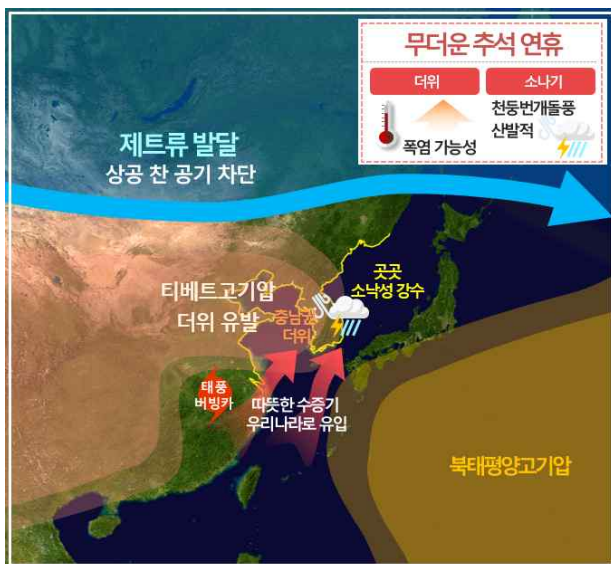 무더운 추석 연휴
더위
소나기
폭염 가능성
천둥번개돌풍
산발적
제트류 발달
상공 찬 공기 차단
티베트고기압
더위 유발
중남권
더위
곳곳
소낙성 강수
태풍
버빙카
따뜻한 수증기
우리나라로 유입
북태평양고기압